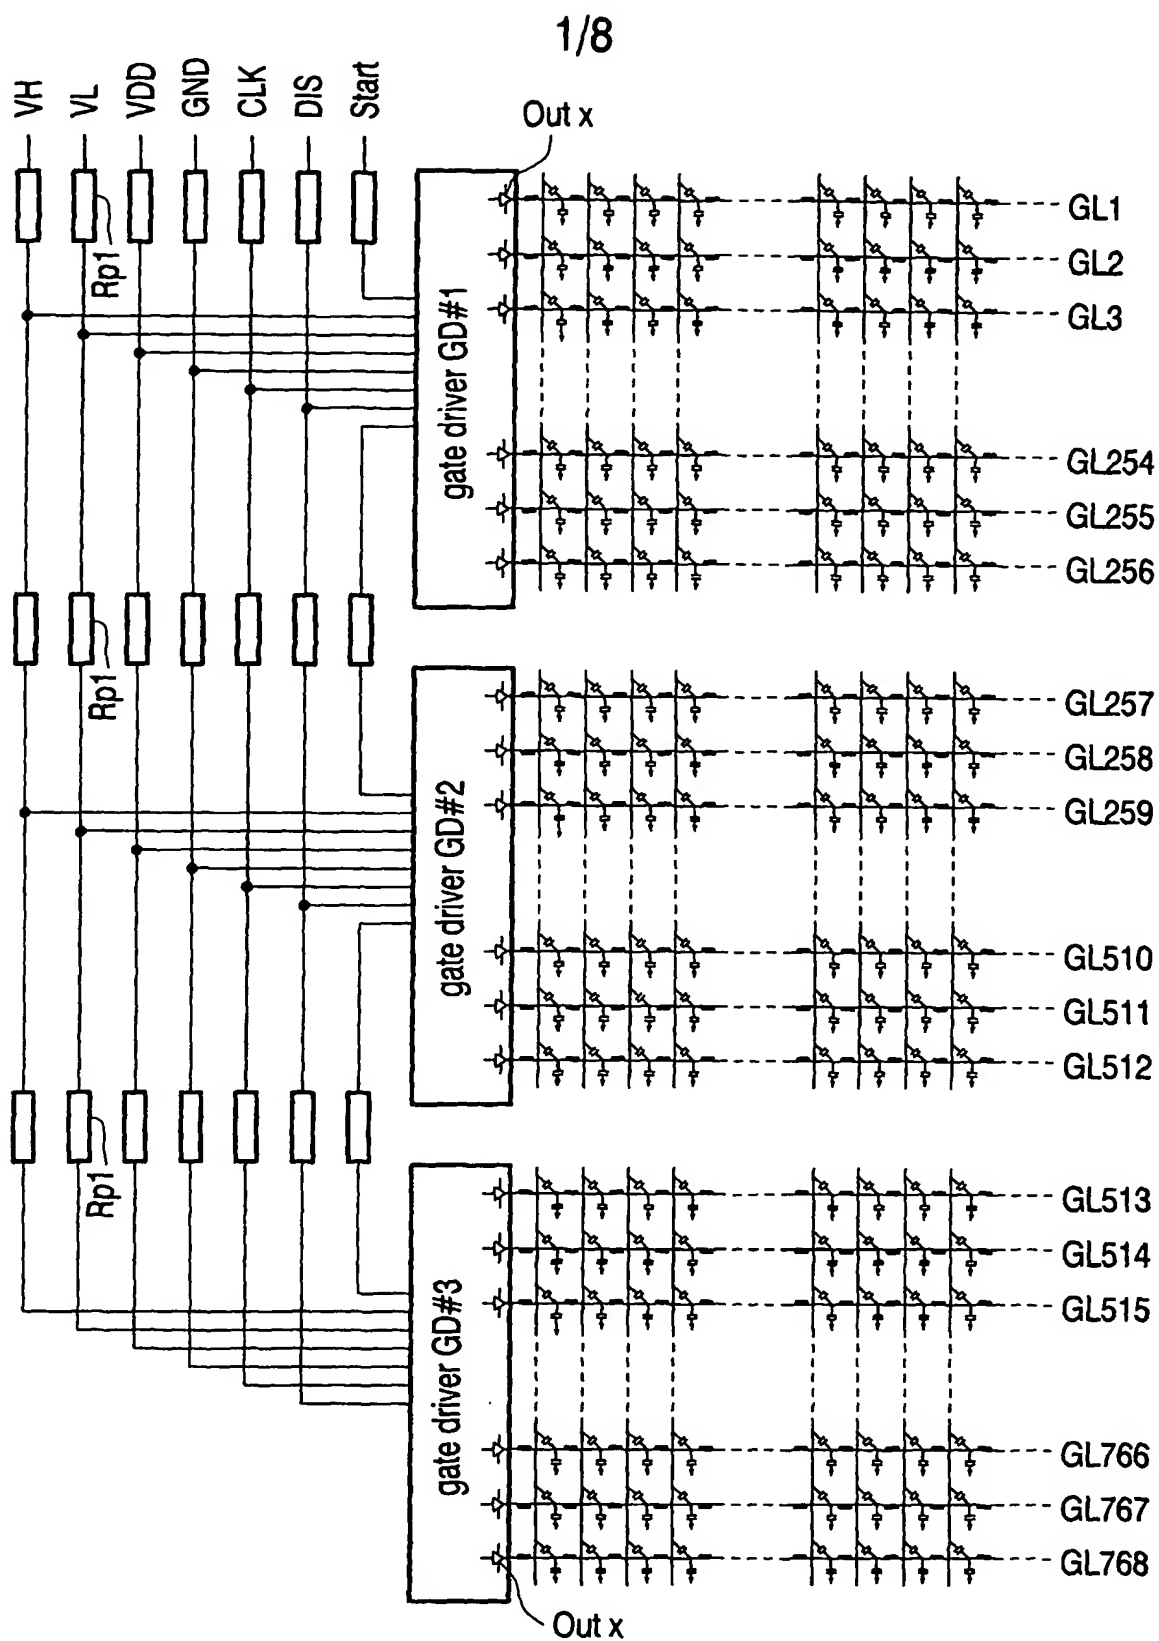 1/8
VH
VL
VDD
GND
CLK
DIS
Start
Out x
Rp1
gate driver GD#1
GL1
GL2
GL3
GL254
GL255
GL256
Rp1
gate driver GD#2
GL257
GL258
GL259
GL510
GL511
GL512
Rp1
gate driver GD#3
GL513
GL514
GL515
GL766
GL767
GL768
Out x